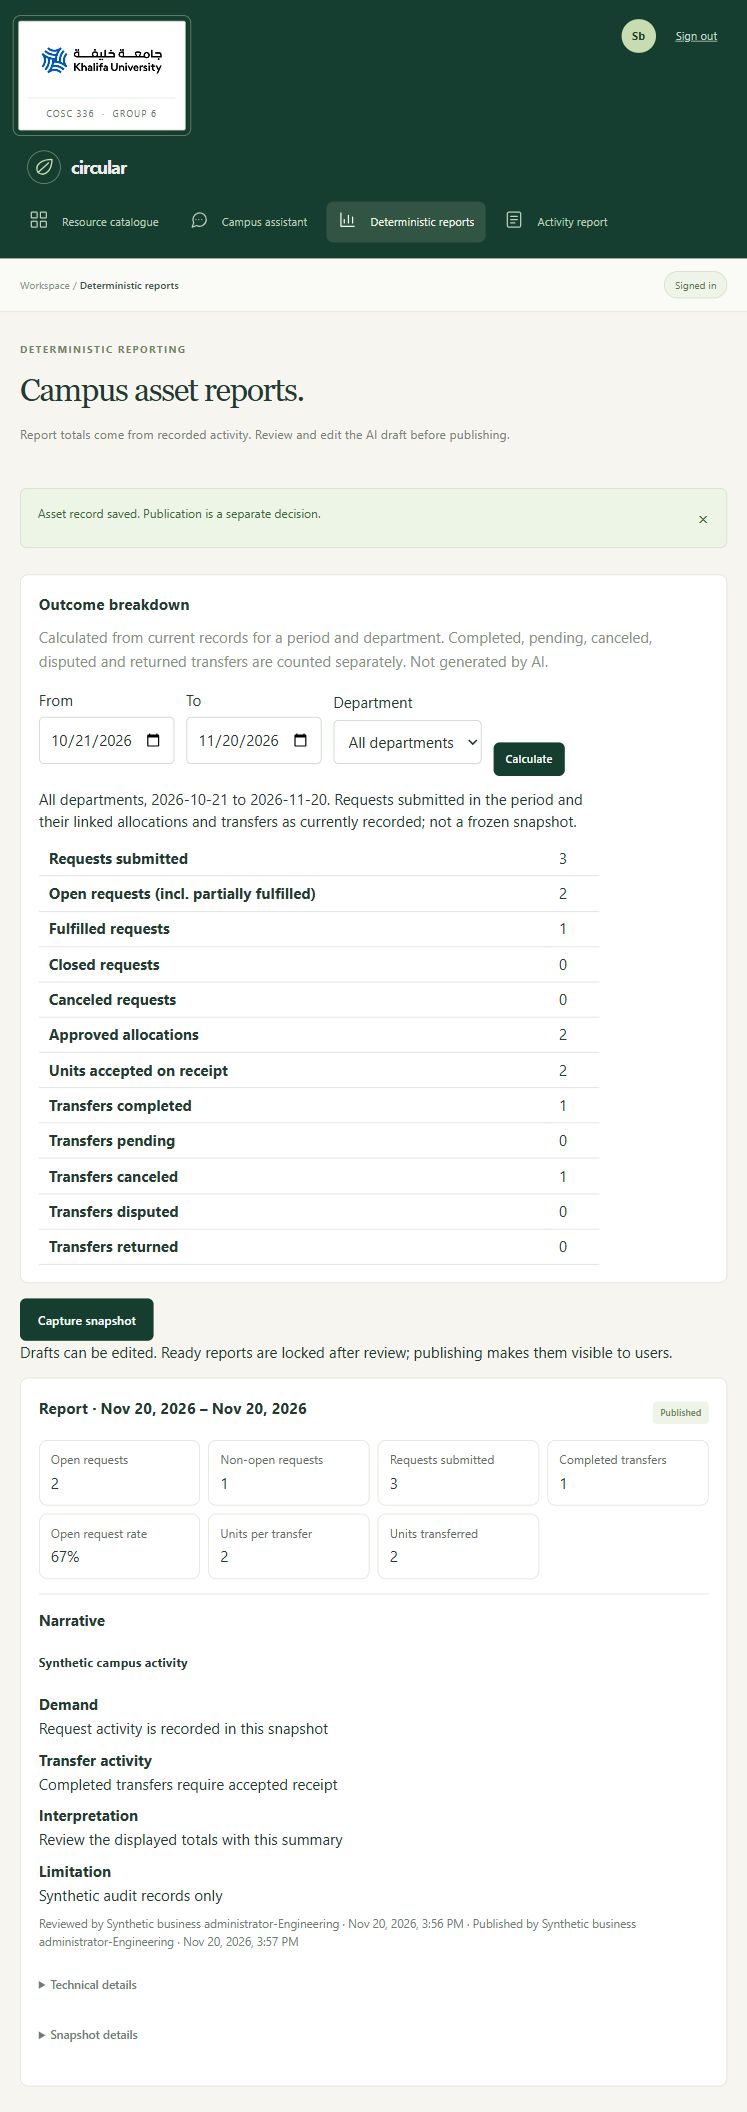 جامعـة خليفـة
Khalifa University
COSC 336 · GROUP 6
Sb
Sign out
circular
Resource catalogue
Campus assistant
Deterministic reports
Activity report
Workspace / Deterministic reports
Signed in
DETERMINISTIC REPORTING
Campus asset reports.
Report totals come from recorded activity. Review and edit the AI draft before publishing.
Asset record saved. Publication is a separate decision.
×
Outcome breakdown
Calculated from current records for a period and department. Completed, pending, canceled,
disputed and returned transfers are counted separately. Not generated by AI.
From
To
Department
10/21/2026
11/20/2026
All departments
Calculate
All departments, 2026-10-21 to 2026-11-20. Requests submitted in the period and
their linked allocations and transfers as currently recorded; not a frozen snapshot.
Requests submitted 3
Open requests (incl. partially fulfilled) 2
Fulfilled requests 1
Closed requests 0
Canceled requests 0
Approved allocations 2
Units accepted on receipt 2
Transfers completed 1
Transfers pending 0
Transfers canceled 1
Transfers disputed 0
Transfers returned 0
Capture snapshot
Drafts can be edited. Ready reports are locked after review; publishing makes them visible to users.
Report · Nov 20, 2026 – Nov 20, 2026
Published
Open requests
2
Non-open requests
1
Requests submitted
3
Completed transfers
1
Open request rate
67%
Units per transfer
2
Units transferred
2
Narrative
Synthetic campus activity
Demand
Request activity is recorded in this snapshot
Transfer activity
Completed transfers require accepted receipt
Interpretation
Review the displayed totals with this summary
Limitation
Synthetic audit records only
Reviewed by Synthetic business administrator-Engineering · Nov 20, 2026, 3:56 PM · Published by Synthetic business
administrator-Engineering · Nov 20, 2026, 3:57 PM
Technical details
Snapshot details